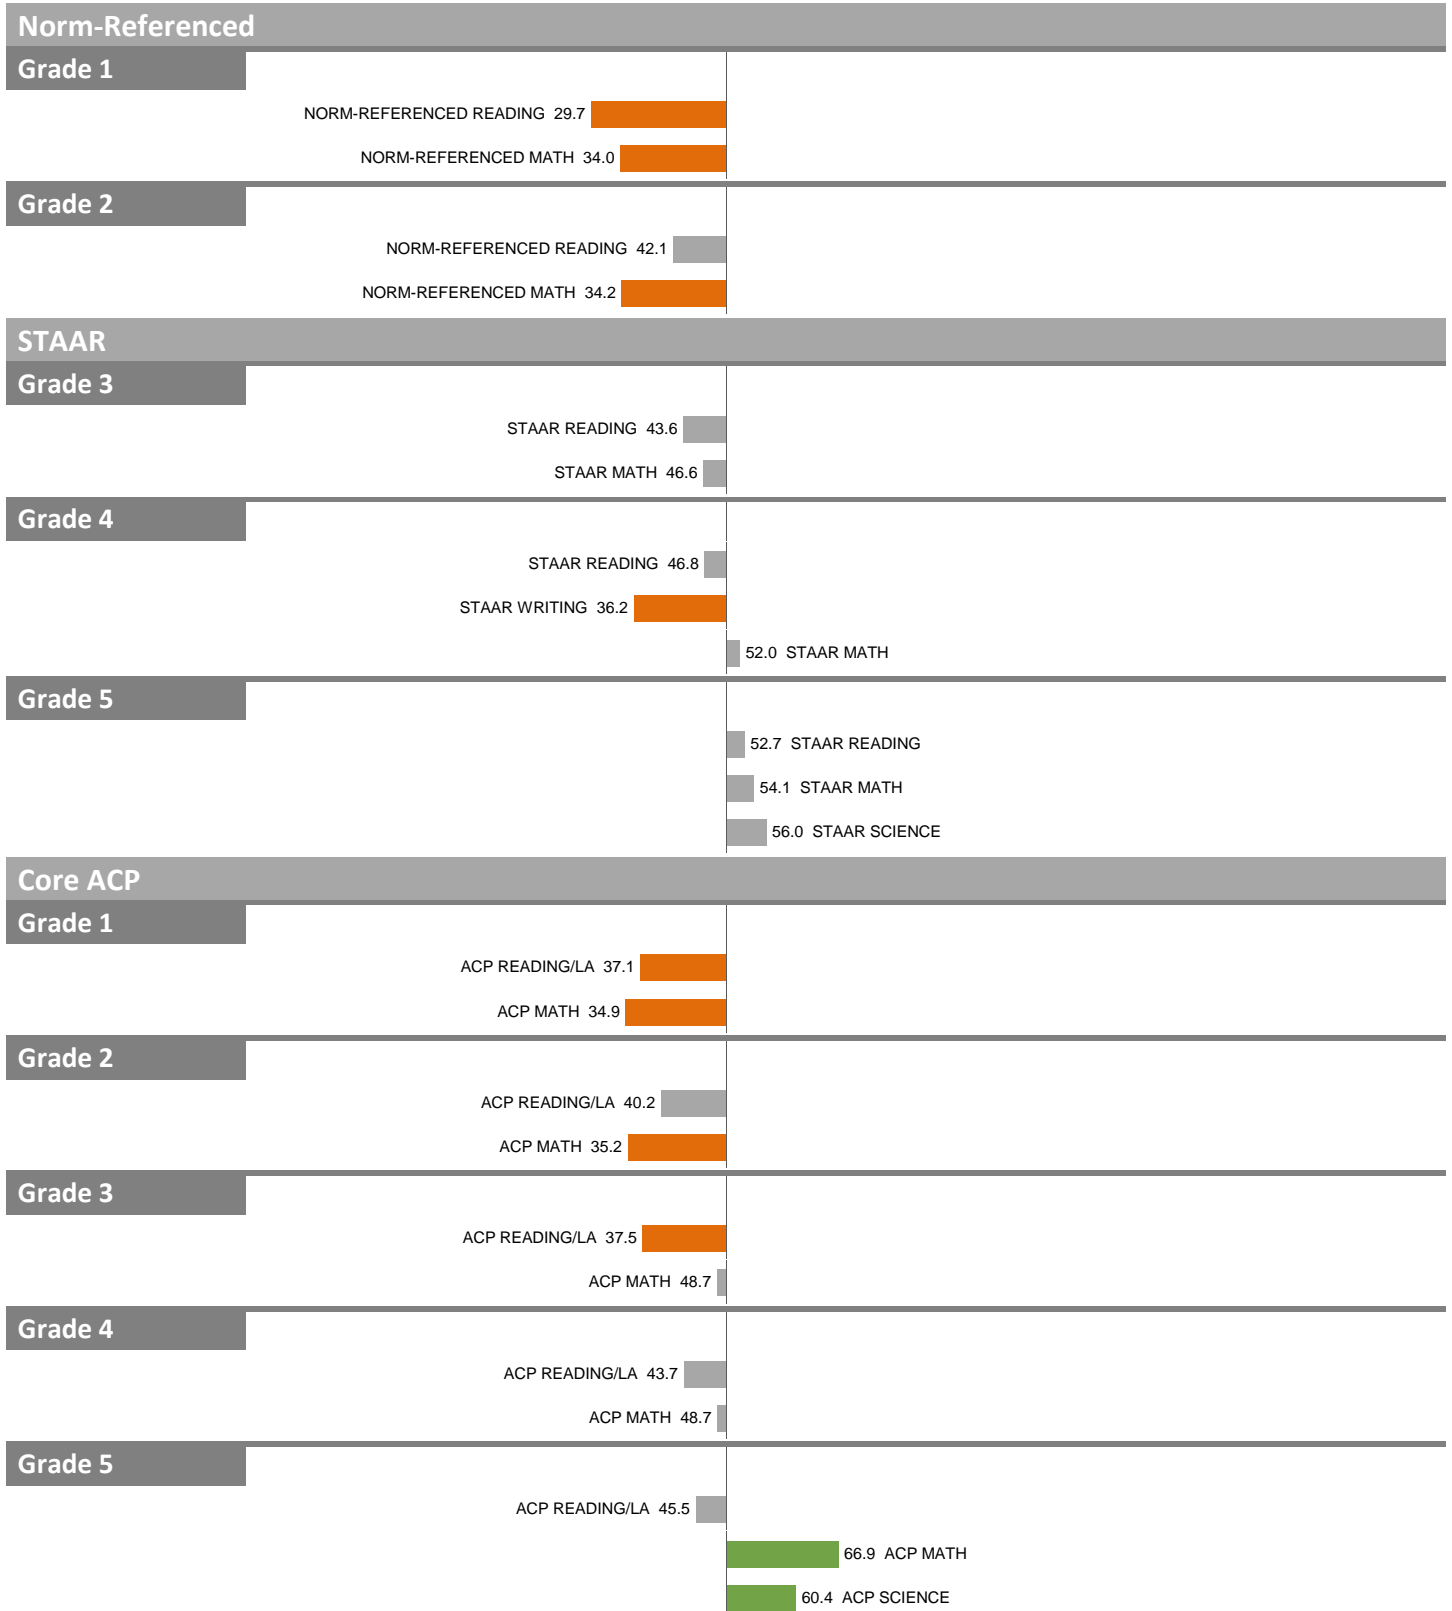 Norm-Referenced
Grade 1
NORM-REFERENCED READING 29.7
NORM-REFERENCED MATH 34.0
Grade 2
NORM-REFERENCED READING 42.1
NORM-REFERENCED MATH 34.2
STAAR
Grade 3
STAAR READING 43.6
STAAR MATH 46.6
Grade 4
STAAR READING 46.8
STAAR WRITING 36.2
52.0 STAAR MATH
Grade 5
52.7 STAAR READING
54.1 STAAR MATH
56.0 STAAR SCIENCE
Core ACP
Grade 1
ACP READING/LA 37.1
ACP MATH 34.9
Grade 2
ACP READING/LA 40.2
ACP MATH 35.2
Grade 3
ACP READING/LA 37.5
ACP MATH 48.7
Grade 4
ACP READING/LA 43.7
ACP MATH 48.7
Grade 5
ACP READING/LA 45.5
66.9 ACP MATH
60.4 ACP SCIENCE